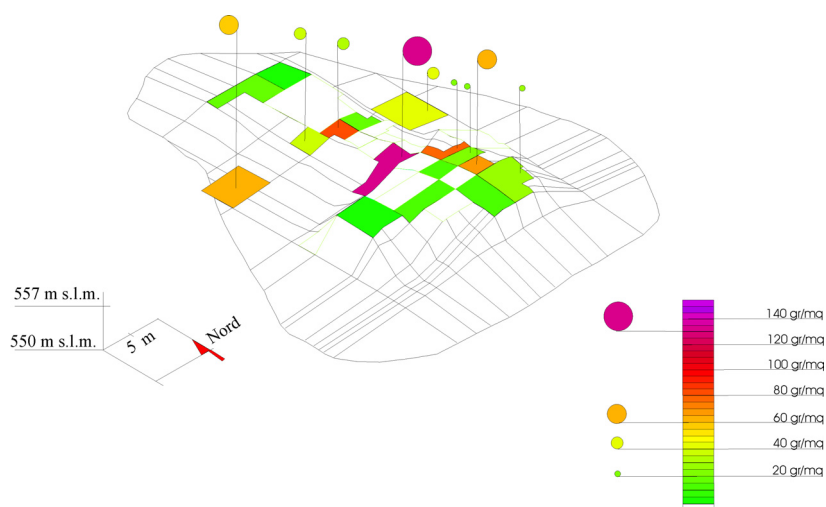 557 m s.l.m.
550 m s.l.m.
5 m
Nord
140 gr/mq
120 gr/mq
100 gr/mq
80 gr/mq
60 gr/mq
40 gr/mq
20 gr/mq